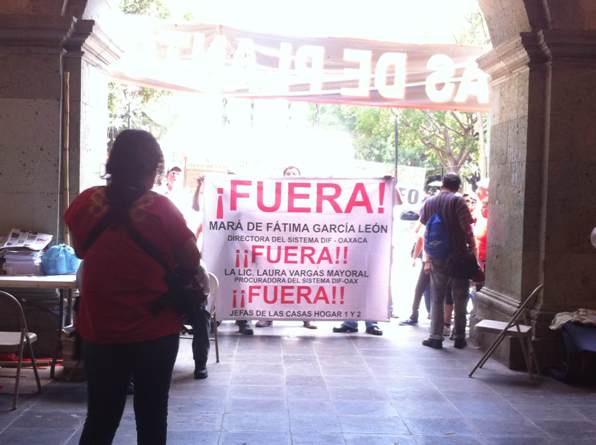 AS DE PLAN
¡FUERA!
MARÁ DE FÁTIMA GARCÍA LEÓN
DIRECTORA DEL SISTEMA DIF - OAXACA
¡¡FUERA!!
LA LIC. LAURA VARGAS MAYORAL
PROCURADORA DEL SISTEMA DIF-OAX
¡¡FUERA!!
JEFAS DE LAS CASAS HOGAR 1 Y 2